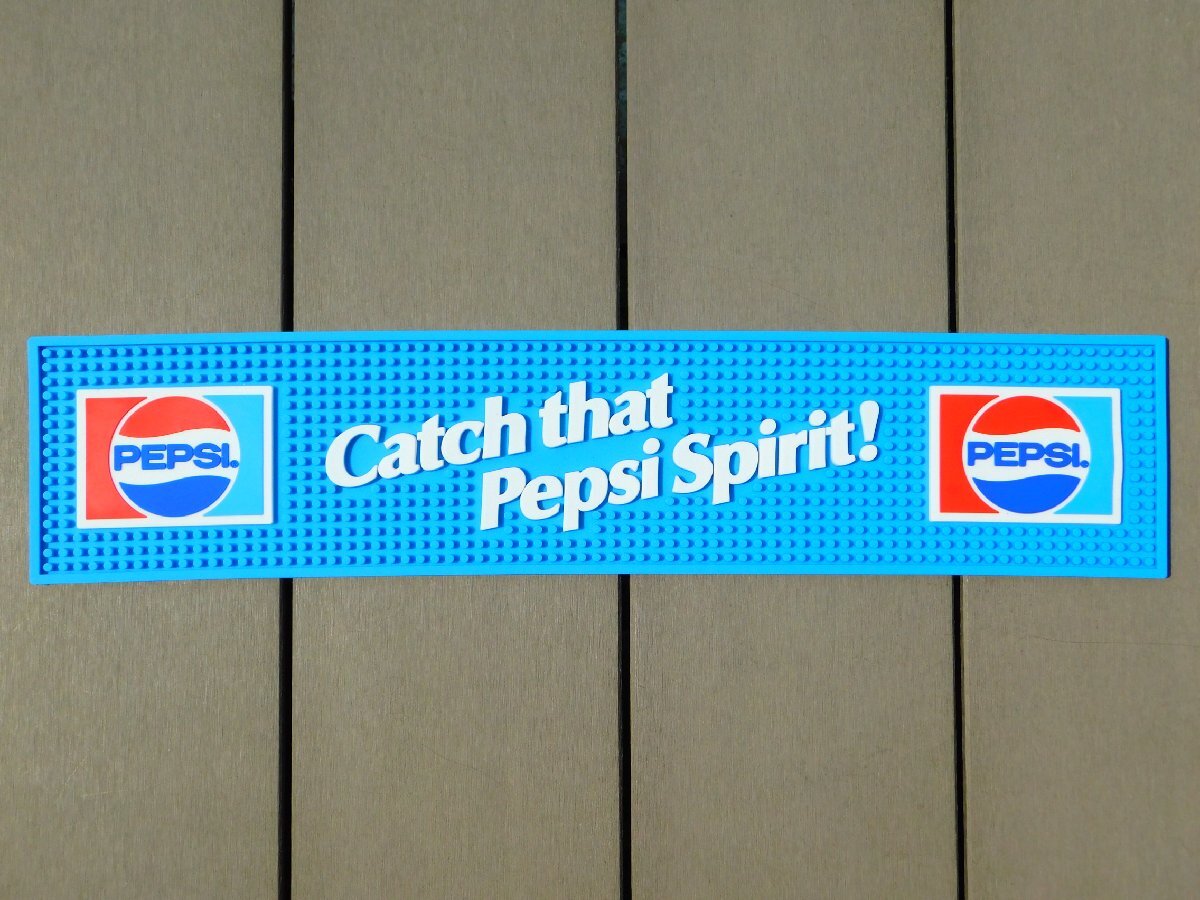 PEPSI.
Catch that
Pepsi Spirit!
PEPSI.